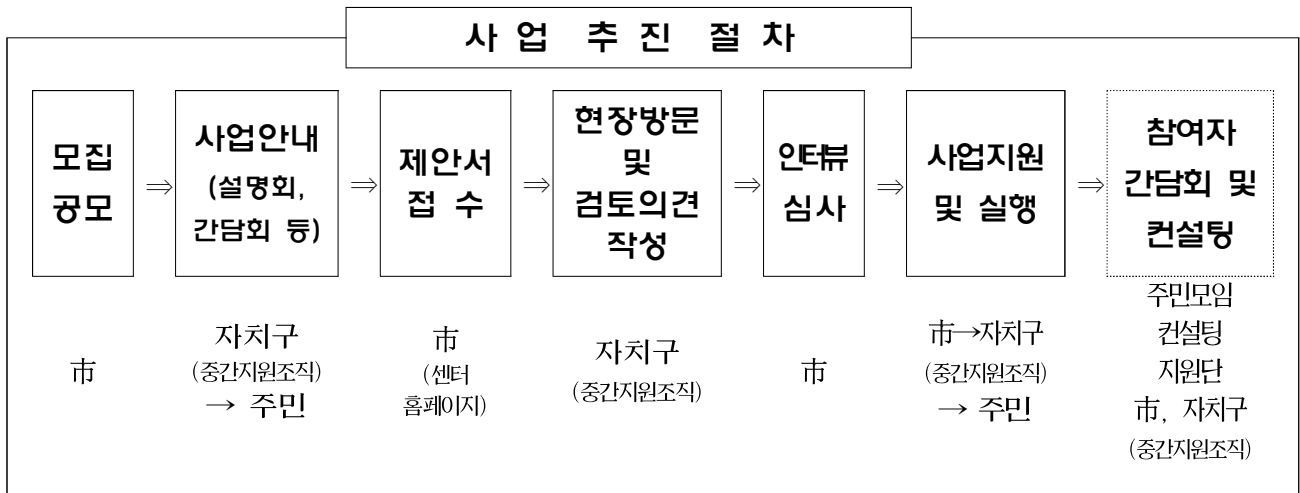 사 업 추 진 절 차
모집
공모
⇒
사업안내
(설명회,
간담회 등)
⇒
제안서
접 수
⇒
현장방문
및
검토의견
작성
⇒
인터뷰
심사
⇒
사업지원
및 실행
⇒
참여자
간담회 및
컨설팅
市
자치구
(중간지원조직)
→ 주민
市
(센터
홈페이지)
자치구
(중간지원조직)
市
市→자치구
(중간지원조직)
→ 주민
주민모임
컨설팅
지원단
市, 자치구
(중간지원조직)